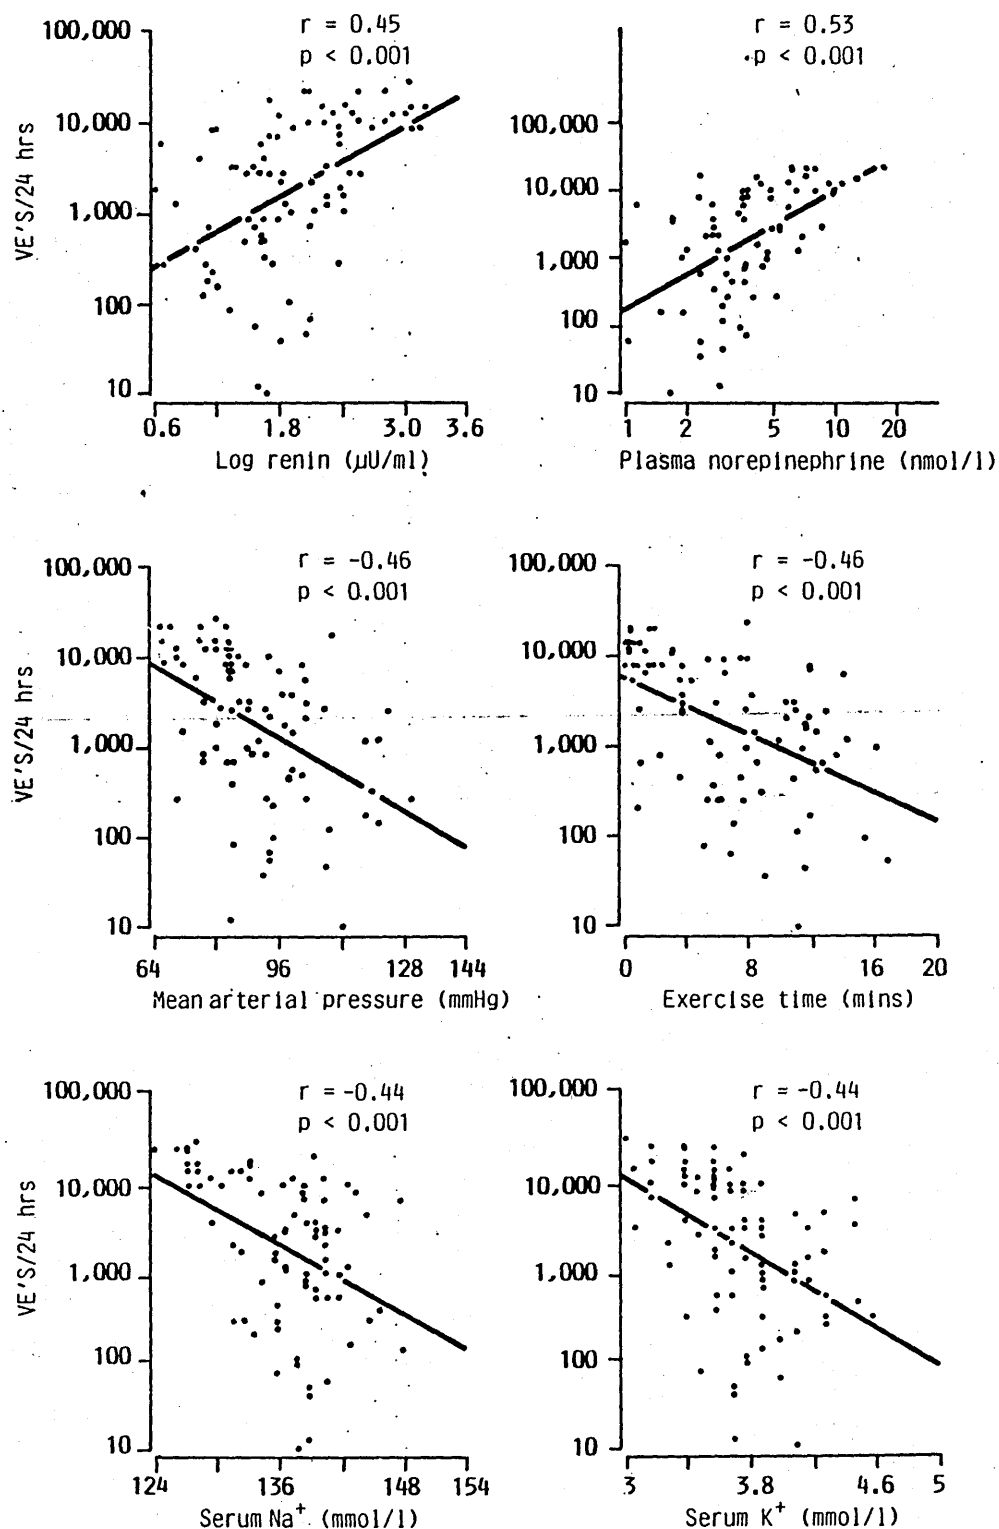 r = 0.45
p < 0.001
100,000
10,000
1,000
100
10
VE'S/24 hrs
0.6 1.8 3.0 3.6
Log renin (µU/ml)
r = 0.53
p < 0.001
100,000
10,000
1,000
100
10
1 2 5 10 20
Plasma norepinephrine (nmol/l)
r = -0.46
p < 0.001
100,000
10,000
1,000
100
10
VE'S/24 hrs
64 96 128 144
Mean arterial pressure (mmHg)
r = -0.46
p < 0.001
100,000
10,000
1,000
100
10
0 8 16 20
Exercise time (mins)
r = -0.44
p < 0.001
100,000
10,000
1,000
100
10
VE'S/24 hrs
124 136 148 154
Serum Na⁺ (mmol/l)
r = -0.44
p < 0.001
100,000
10,000
1,000
100
10
3 3.8 4.6 5
Serum K⁺ (mmol/l)